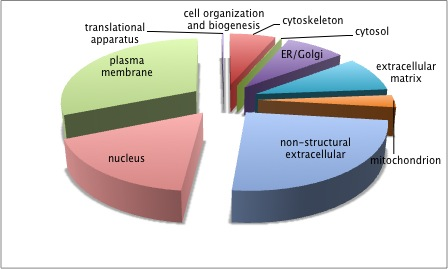 cell organization
and biogenesis
translational
apparatus
cytoskeleton
cytosol
ER/Golgi
plasma
membrane
extracellular
matrix
non-structural
extracellular
mitochondrion
nucleus